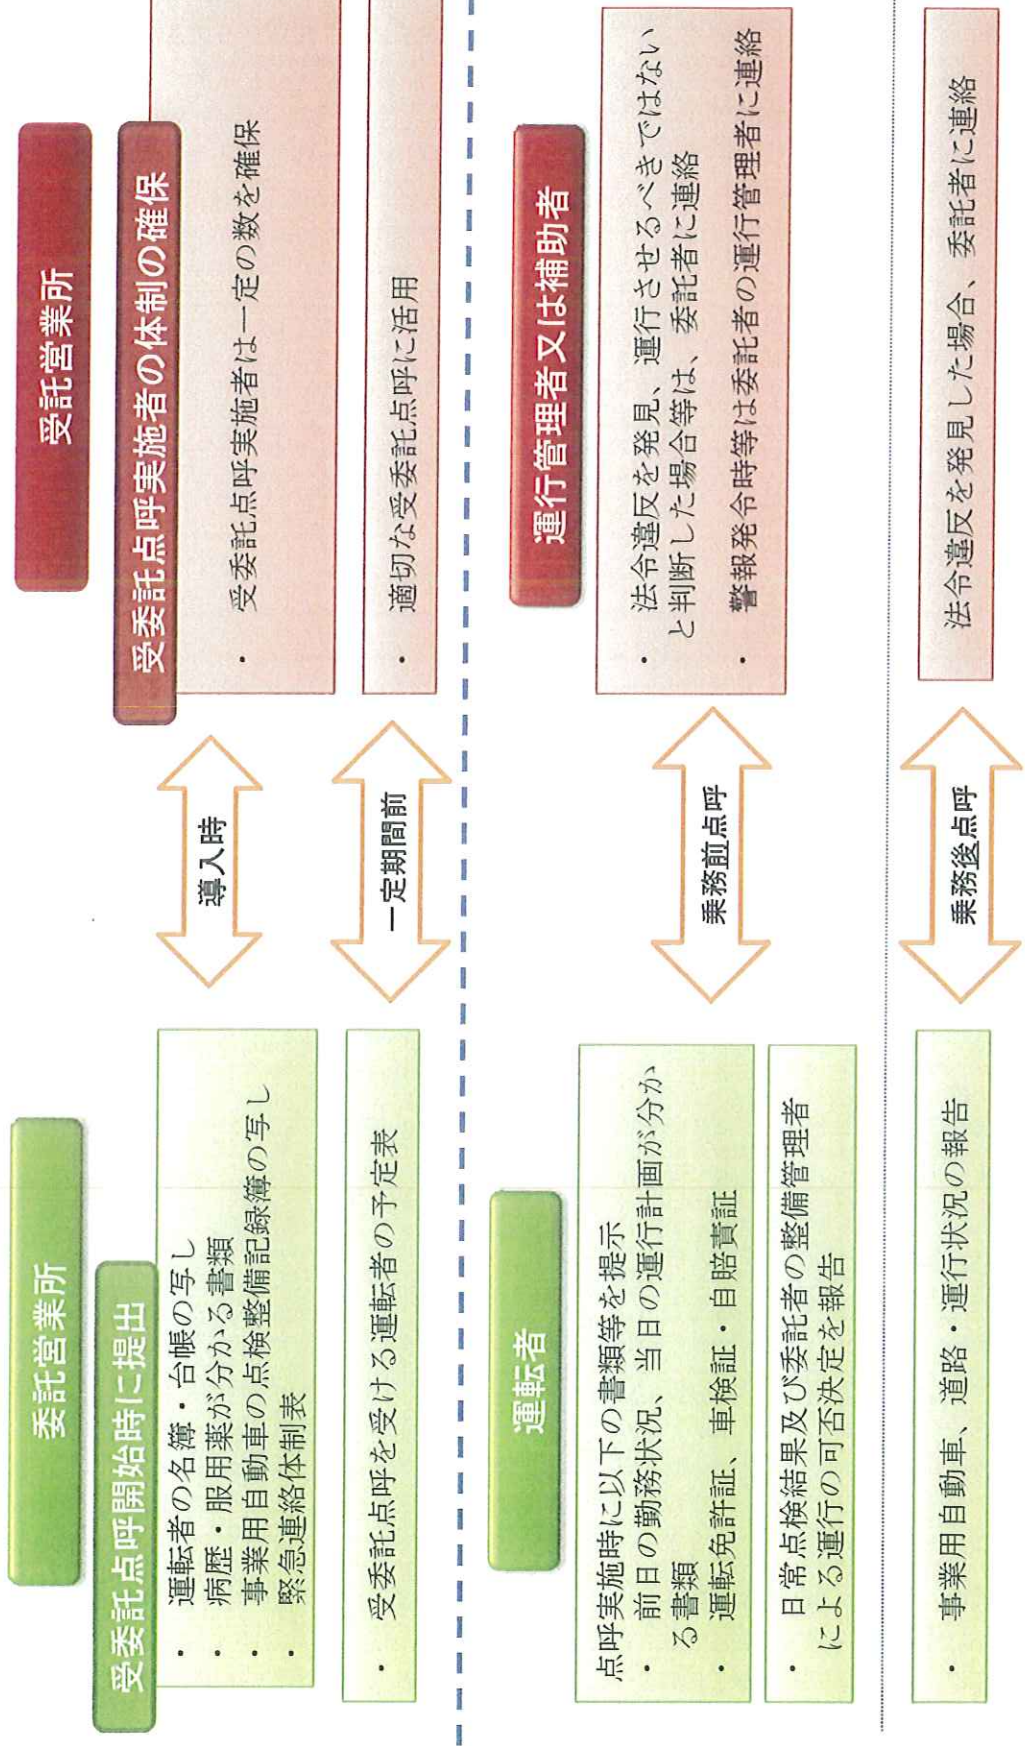 委託営業所
受託営業所
受委託点呼開始時に提出
受委託点呼実施者の体制の確保
・ 運転者の名簿・台帳の写し
・ 病歴・服用薬が分かる書類
・ 事業用自動車の点検整備記録簿の写し
・ 緊急連絡体制表
導入時
・ 受委託点呼実施者は一定の数を確保
・ 受委託点呼を受ける運転者の予定表
一定期間前
・ 適切な受委託点呼に活用
運転者
運行管理者又は補助者
点呼実施時に以下の書類等を提示
・ 前日の勤務状況、当日の運行計画が分か
る書類
・ 運転免許証、車検証・自賠責証
・ 日常点検結果及び委託者の整備管理者
による運行の可否決定を報告
乗務前点呼
・ 法令違反を発見、運行させるべきではない
と判断した場合等は、委託者に連絡
・ 警報発令時等は委託者の運行管理者に連絡
・ 事業用自動車、道路・運行状況の報告
乗務後点呼
・ 法令違反を発見した場合、委託者に連絡